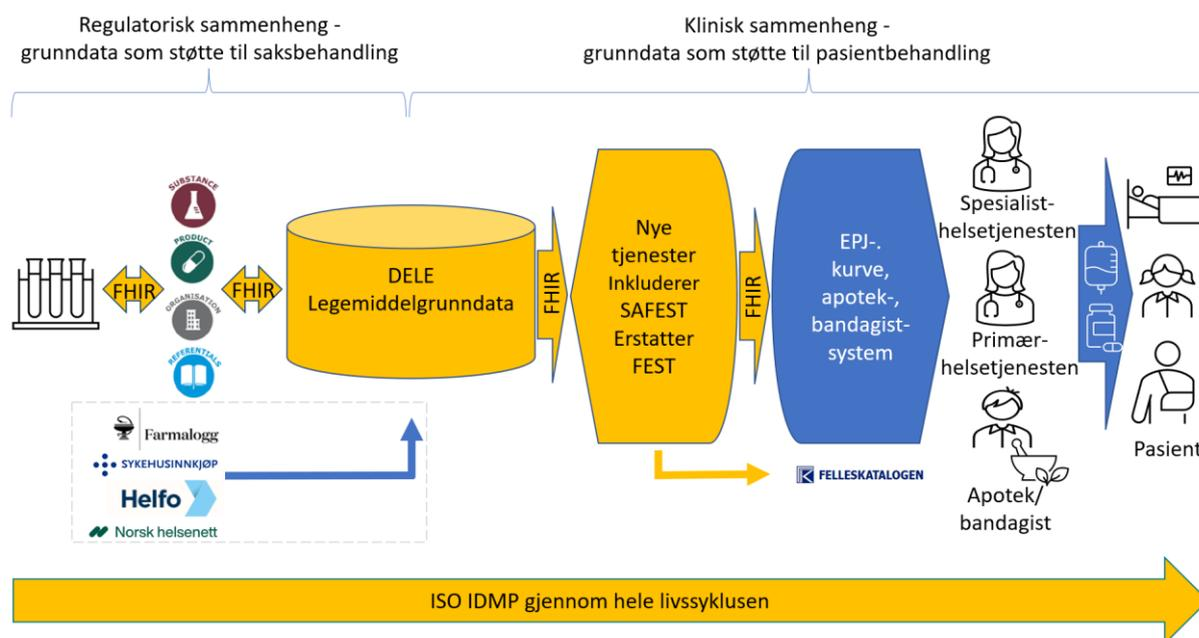 Regulatorisk sammenheng -
grunndata som støtte til saksbehandling
Klinisk sammenheng -
grunndata som støtte til pasientbehandling
FHIR
SUBSTANCE
PRODUCT
ORGANISATION
REFERENTIALS
FHIR
DELE
Legemiddelgrunndata
FHIR
Nye
tjenester
Inkluderer
SAFEST
Erstatter
FEST
FHIR
EPJ-.
kurve,
apotek-,
bandagist-
system
Spesialist-
helsetjenesten
Primær-
helsetjenesten
Apotek/
bandagist
Pasient
Farmalogg
SYKEHUSINNKJØP
Helfo
Norsk helsenett
FELLESKATALOGEN
ISO IDMP gjennom hele livssyklusen